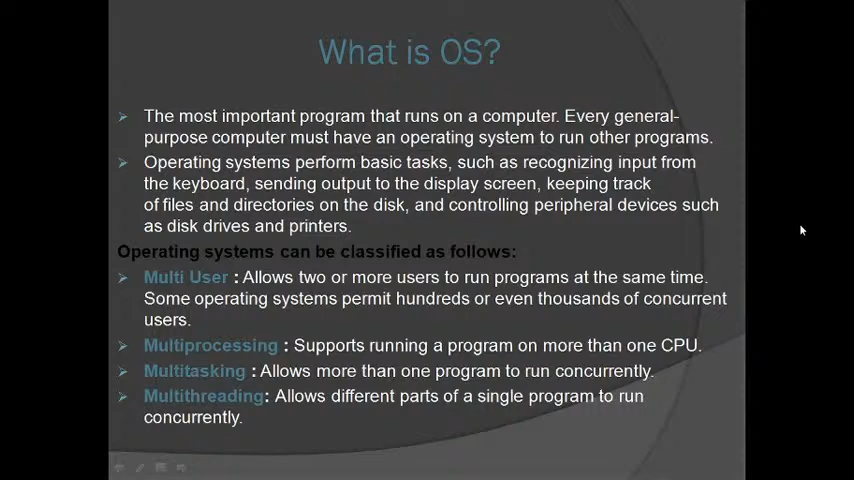 What is OS?
The most important program that runs on a computer. Every general-
purpose computer must have an operating system to run other programs.
Operating systems perform basic tasks, such as recognizing input from
the keyboard, sending output to the display screen, keeping track
of files and directories on the disk, and controlling peripheral devices such
as disk drives and printers.
Operating systems can be classified as follows:
Multi User : Allows two or more users to run programs at the same time.
Some operating systems permit hundreds or even thousands of concurrent
users.
Multiprocessing : Supports running a program on more than one CPU.
Multitasking : Allows more than one program to run concurrently.
Multithreading: Allows different parts of a single program to run
concurrently.